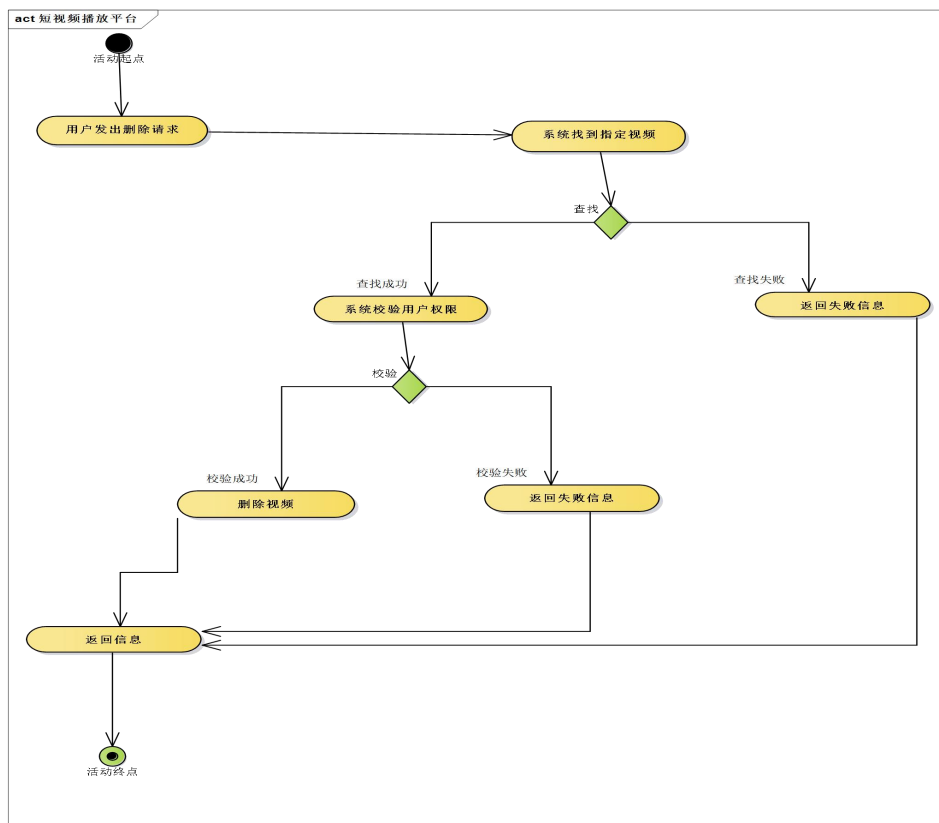 act 短视频播放平台
活动起点
用户发出删除请求
系统找到指定视频
查找
查找成功
查找失败
系统校验用户权限
返回失败信息
校验
校验成功
校验失败
删除视频
返回失败信息
返回信息
活动终点